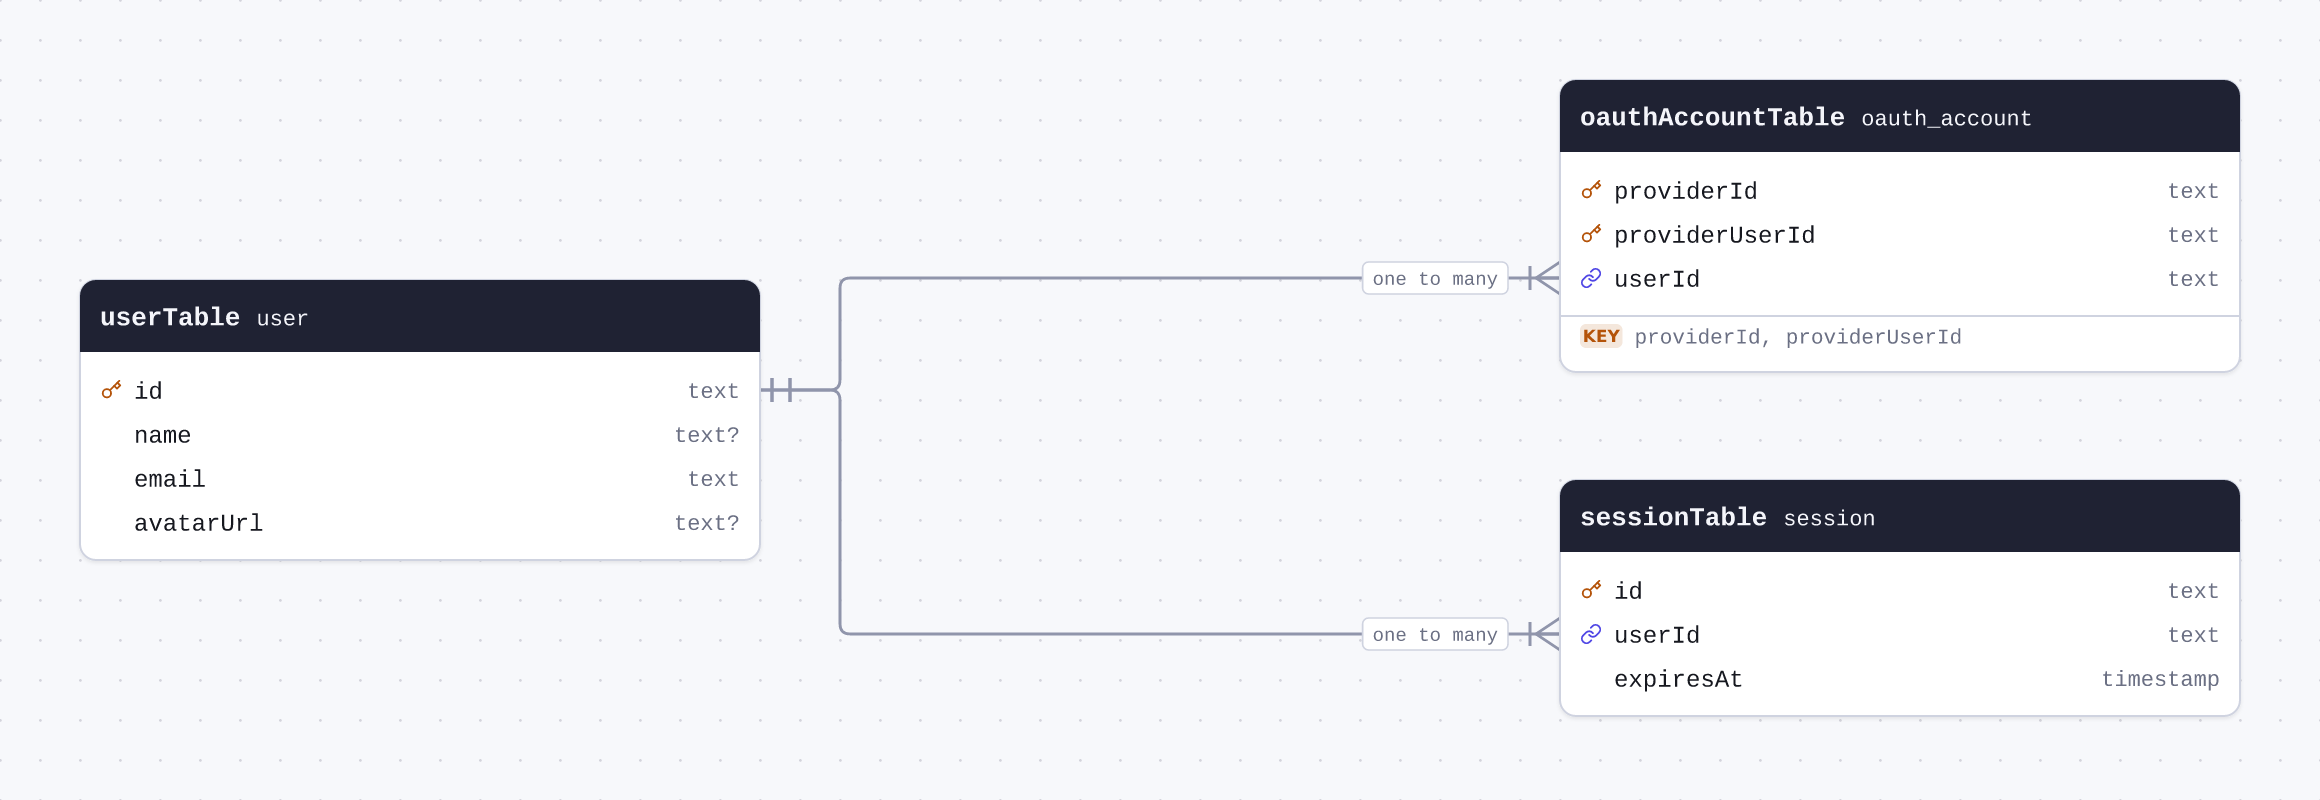 userTable user
id text
name text?
email text
avatarUrl text?
one to many
one to many
oauthAccountTable oauth_account
providerId text
providerUserId text
userId text
KEY providerId, providerUserId
sessionTable session
id text
userId text
expiresAt timestamp